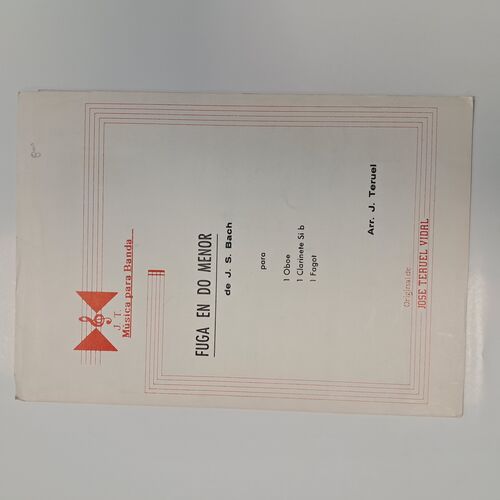 J. T.
Música para Banda
FUGA EN DO MENOR
de J. S. Bach
para
1 Oboe
1 Clarinete Si b
1 Fagot
Arr. J. Teruel
Original de
JOSE TERUEL VIDAL